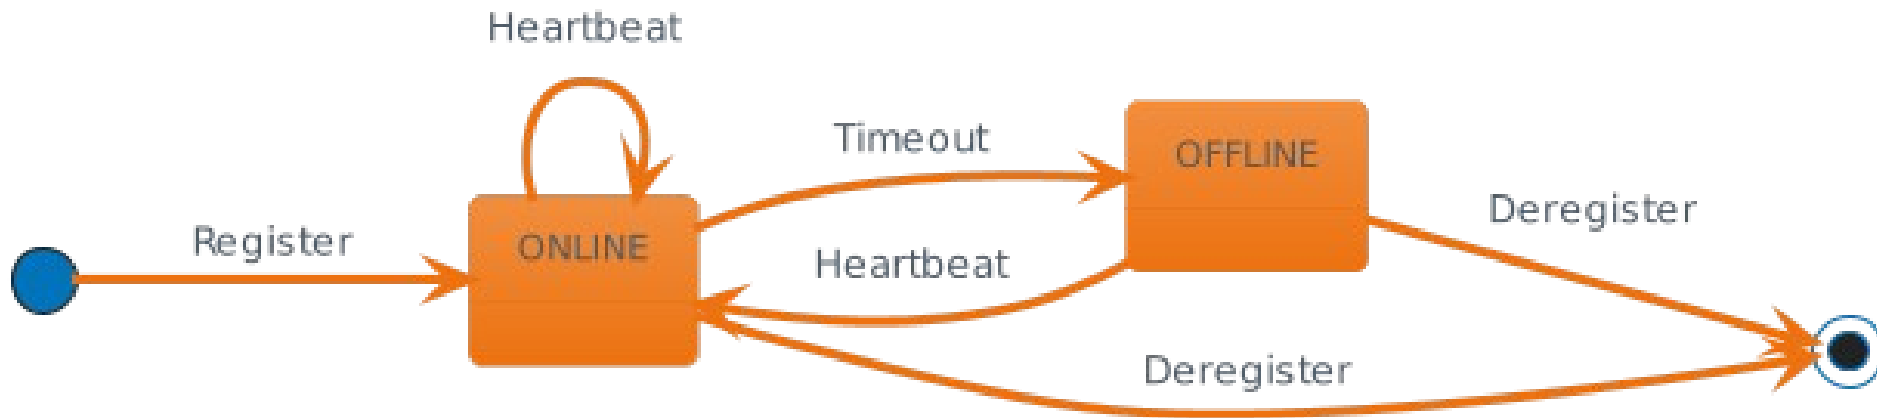 Heartbeat
Timeout
OFFLINE
Register
ONLINE
Heartbeat
Deregister
Deregister